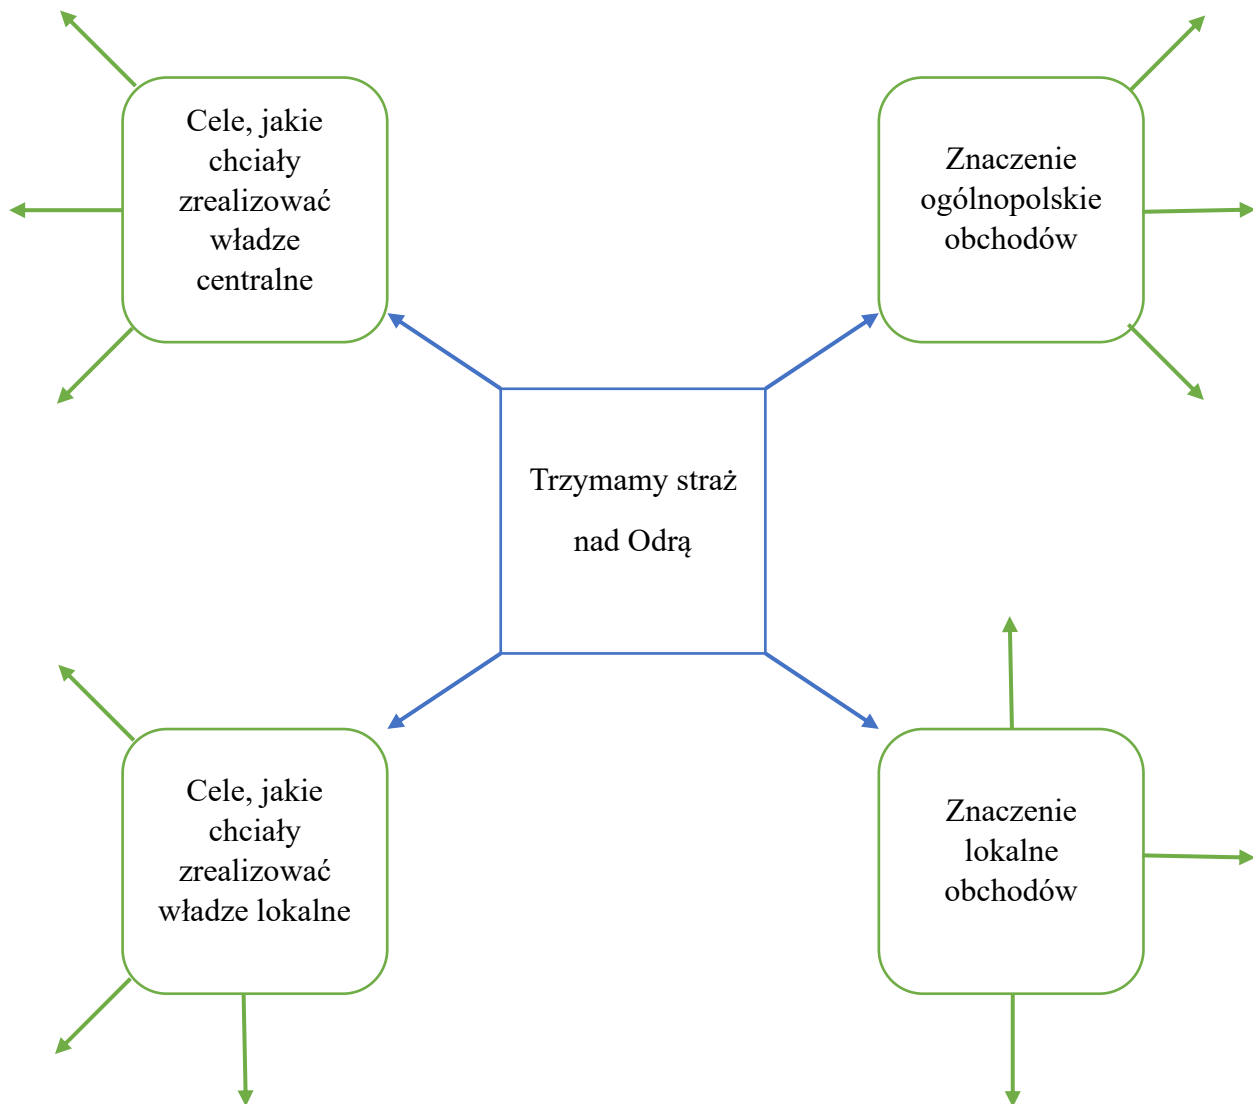 Cele, jakie
chciały
zrealizować
władze
centralne
Znaczenie
ogólnopolskie
obchodów
Trzymamy straż
nad Odrą
Cele, jakie
chciały
zrealizować
władze lokalne
Znaczenie
lokalne
obchodów